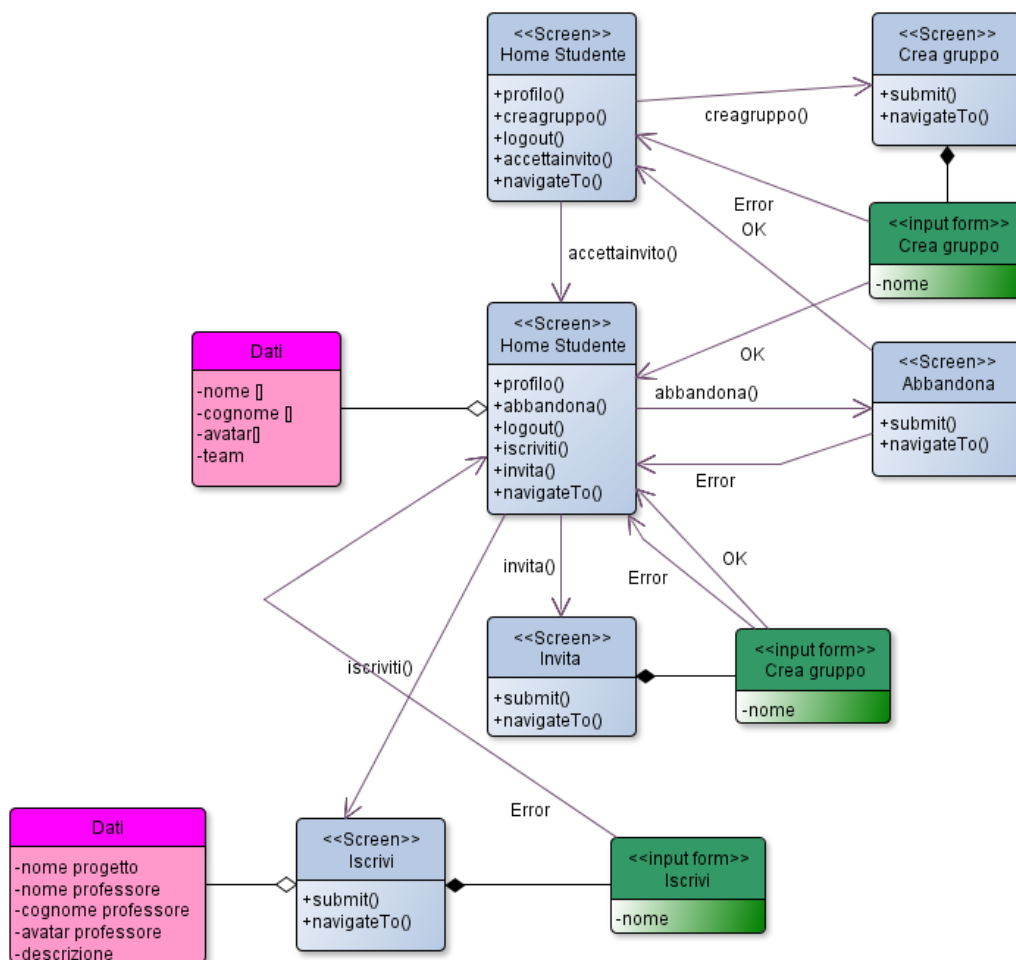 <<Screen>>
Home Studente
+profilo()
+creagruppo()
+logout()
+accettainvito()
+navigateTo()
<<Screen>>
Crea gruppo
+submit()
+navigateTo()
creagruppo()
Error
OK
<<input form>>
Crea gruppo
-nome
accettainvito()
<<Screen>>
Home Studente
+profilo()
+abbandona()
+logout()
+iscriviti()
+invita()
+navigateTo()
Dati
-nome []
-cognome []
-avatar[]
-team
OK
abbandona()
<<Screen>>
Abbandona
+submit()
+navigateTo()
Error
invita()
Error
OK
<<Screen>>
Invita
+submit()
+navigateTo()
<<input form>>
Crea gruppo
-nome
iscriviti()
Error
Dati
-nome progetto
-nome professore
-cognome professore
-avatar professore
-descrizione
<<Screen>>
Iscrivi
+submit()
+navigateTo()
<<input form>>
Iscrivi
-nome